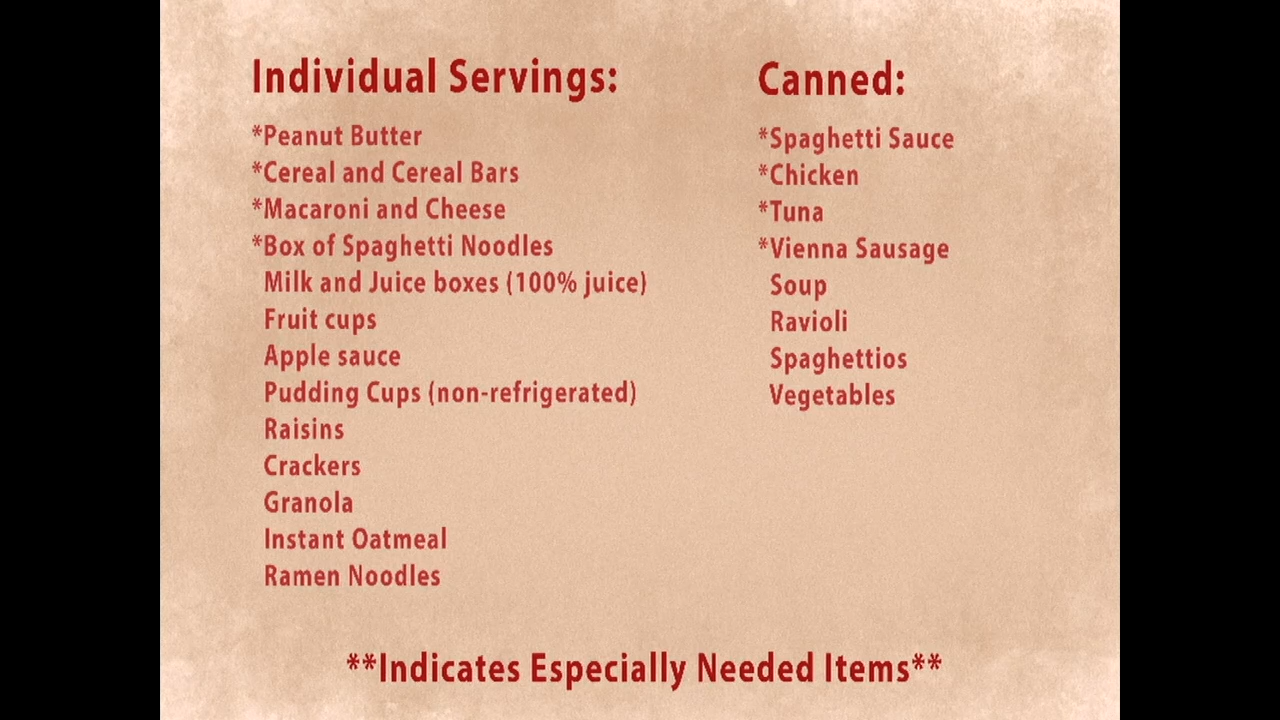 Individual Servings:
*Peanut Butter
*Cereal and Cereal Bars
*Macaroni and Cheese
*Box of Spaghetti Noodles
Milk and Juice boxes (100% juice)
Fruit cups
Apple sauce
Pudding Cups (non-refrigerated)
Raisins
Crackers
Granola
Instant Oatmeal
Ramen Noodles
Canned:
*Spaghetti Sauce
*Chicken
*Tuna
*Vienna Sausage
Soup
Ravioli
Spaghettios
Vegetables
**Indicates Especially Needed Items**